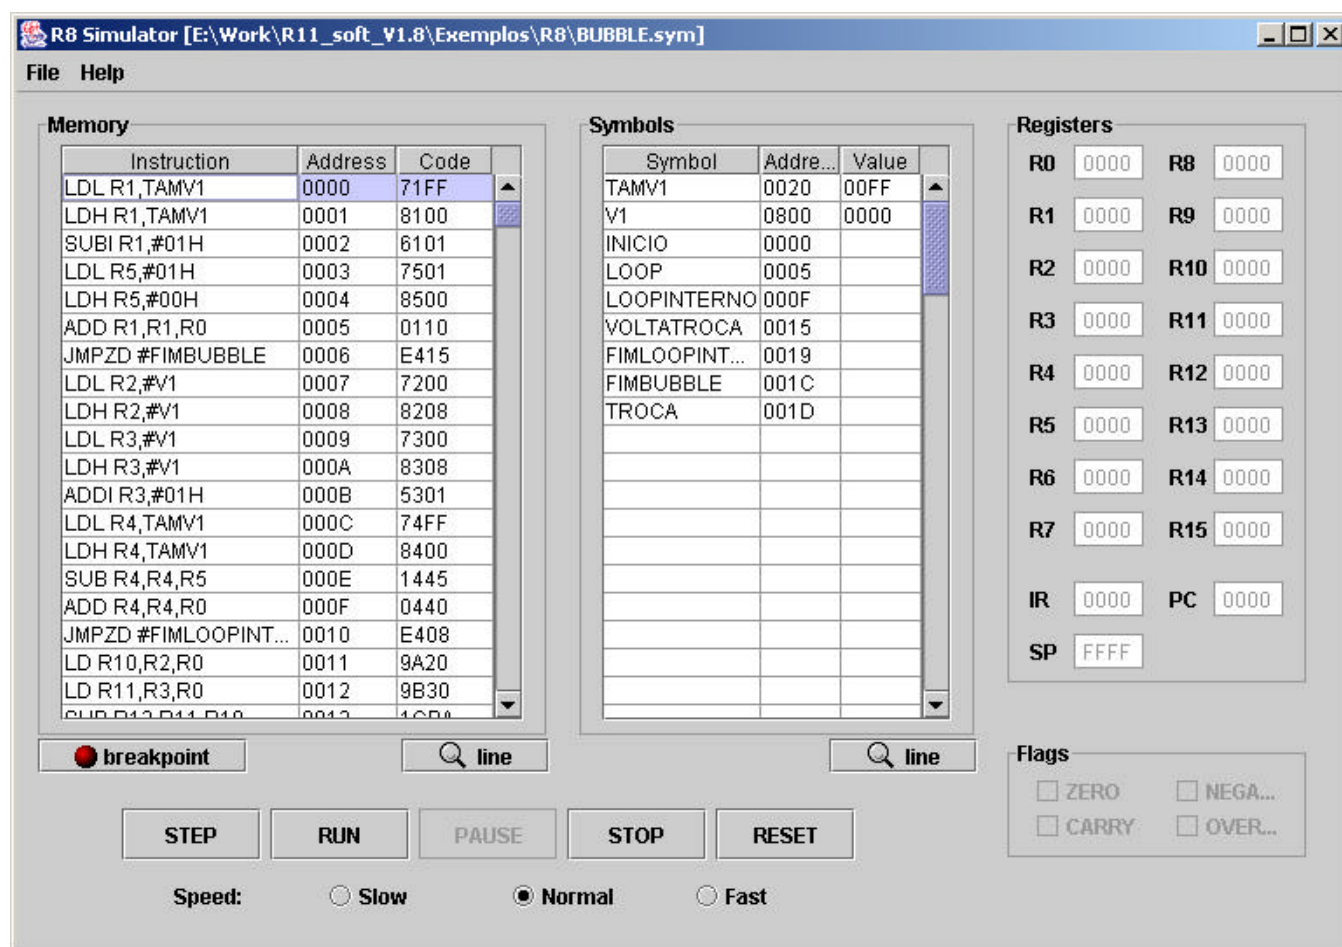 R8 Simulator [E:\Work\R11_soft_V1.8\Exemplos\R8\BUBBLE.sym]
File Help
Memory
Instruction Address Code
LDL R1,TAMV1 0000 71FF
LDH R1,TAMV1 0001 8100
SUBI R1,#01H 0002 6101
LDL R5,#01H 0003 7501
LDH R5,#00H 0004 8500
ADD R1,R1,R0 0005 0110
JMPZD #FIMBUBBLE 0006 E415
LDL R2,#V1 0007 7200
LDH R2,#V1 0008 8208
LDL R3,#V1 0009 7300
LDH R3,#V1 000A 8308
ADDI R3,#01H 000B 5301
LDL R4,TAMV1 000C 74FF
LDH R4,TAMV1 000D 8400
SUB R4,R4,R5 000E 1445
ADD R4,R4,R0 000F 0440
JMPZD #FIMLOOPINT... 0010 E408
LD R10,R2,R0 0011 9A20
LD R11,R3,R0 0012 9B30
breakpoint line
Symbols
Symbol Addre... Value
TAMV1 0020 00FF
V1 0800 0000
INICIO 0000
LOOP 0005
LOOPINTERNO 000F
VOLTATROCA 0015
FIMLOOPINT... 0019
FIMBUBBLE 001C
TROCA 001D
line
Registers
R0 0000 R8 0000
R1 0000 R9 0000
R2 0000 R10 0000
R3 0000 R11 0000
R4 0000 R12 0000
R5 0000 R13 0000
R6 0000 R14 0000
R7 0000 R15 0000
IR 0000 PC 0000
SP FFFF
Flags
ZERO NEGA...
CARRY OVER...
STEP RUN PAUSE STOP RESET
Speed: Slow Normal Fast